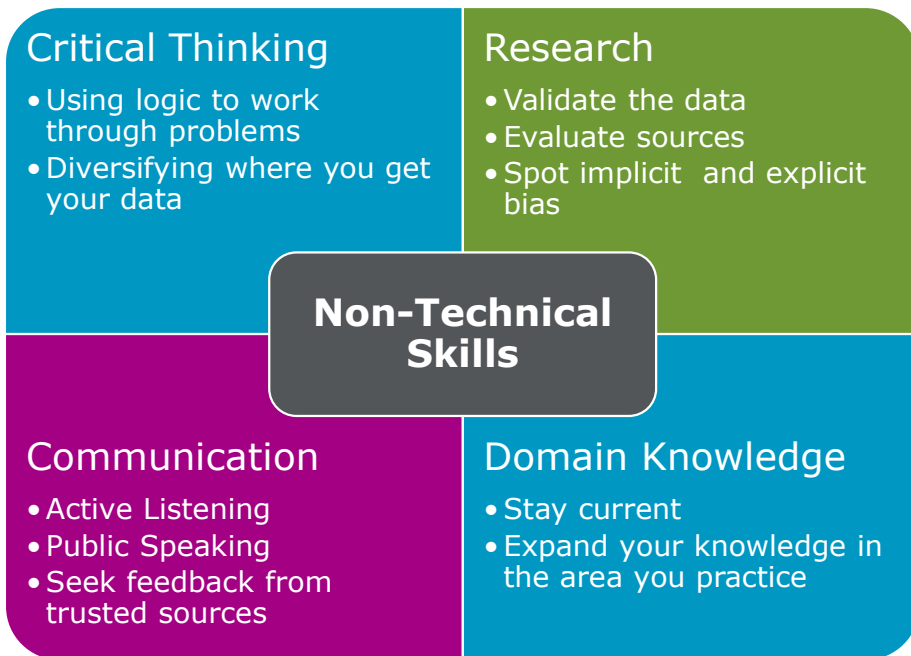 Critical Thinking
• Using logic to work
through problems
• Diversifying where you get
your data
Research
• Validate the data
• Evaluate sources
• Spot implicit  and explicit
bias
Non-Technical
Skills
Communication
• Active Listening
• Public Speaking
• Seek feedback from
trusted sources
Domain Knowledge
• Stay current
• Expand your knowledge in
the area you practice